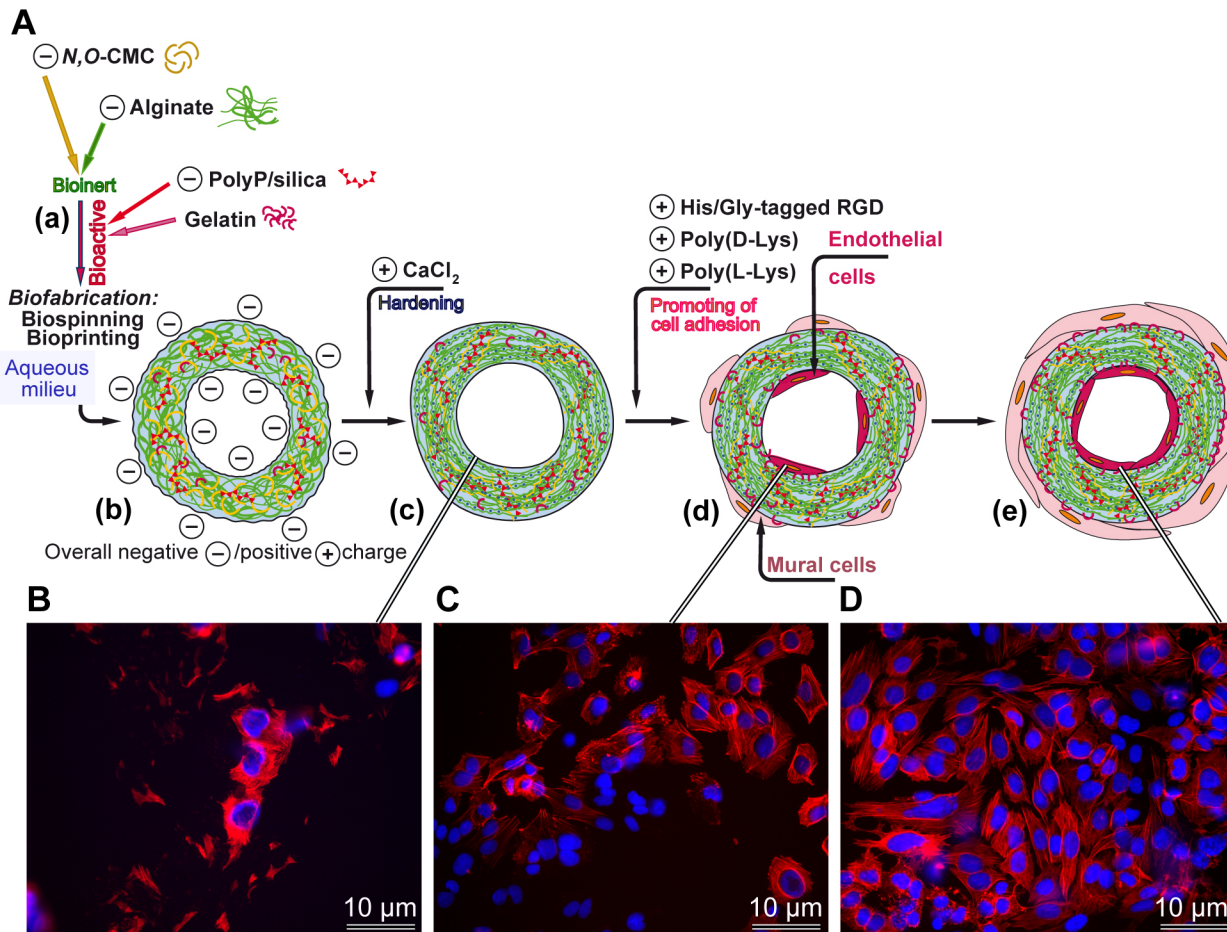 A
− N,O-CMC
− Alginate
Bioinert
− PolyP/silica
(a)
Bioactive
Gelatin
Biofabrication:
Biospinning
Bioprinting
Aqueous
milieu
+ CaCl₂
Hardening
+ His/Gly-tagged RGD
+ Poly(D-Lys)
+ Poly(L-Lys)
Promoting of
cell adhesion
Endothelial
cells
(b)
(c)
(d)
(e)
Overall negative − /positive + charge
Mural cells
B
C
D
10 µm
10 µm
10 µm